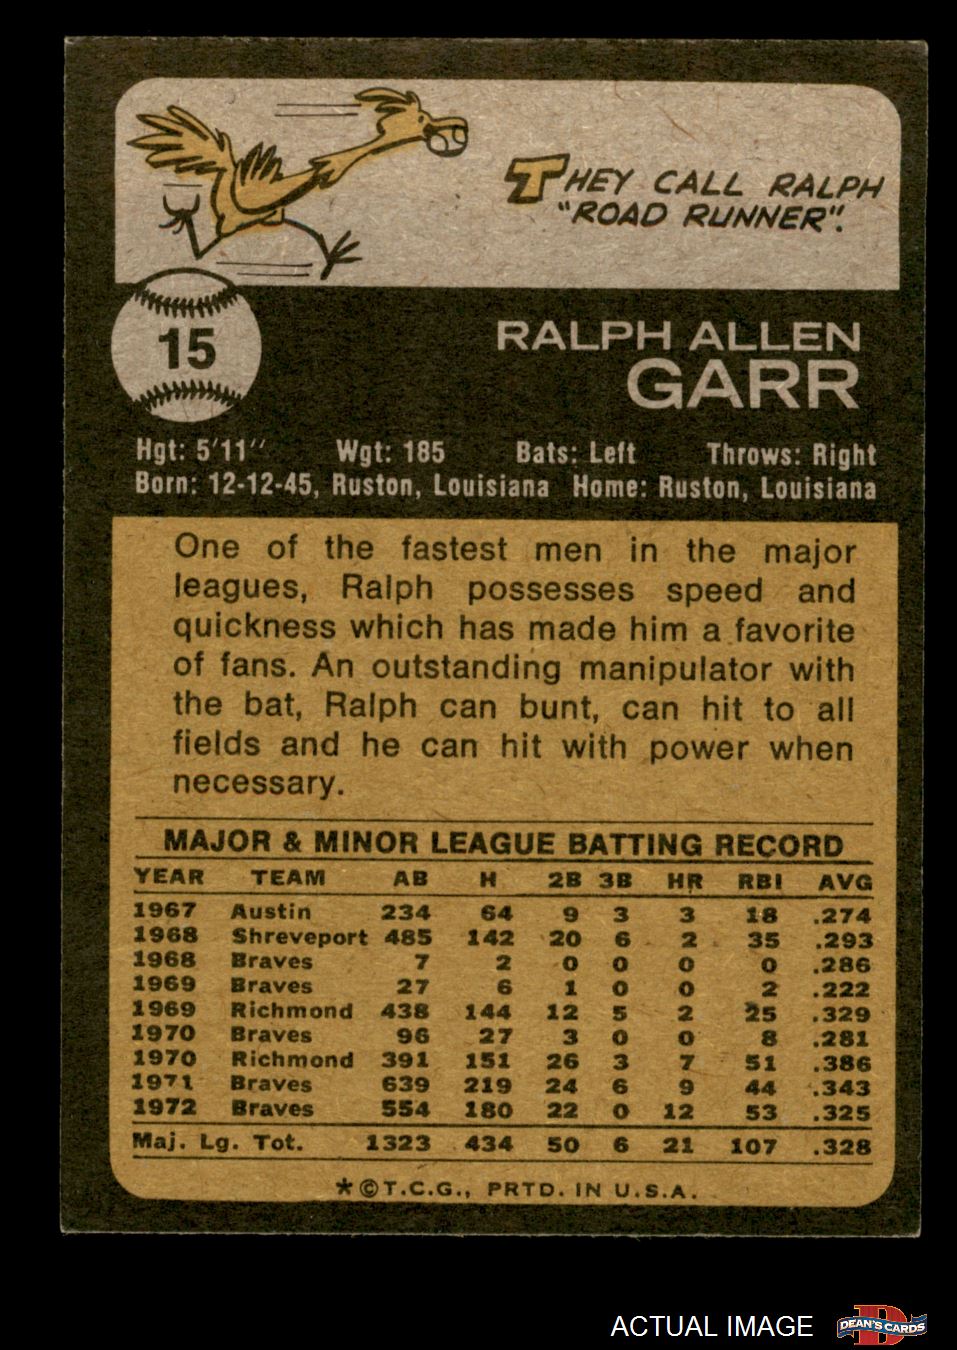 THEY CALL RALPH
"ROAD RUNNER".
15
RALPH ALLEN
GARR
Hgt: 5'11" Wgt: 185 Bats: Left Throws: Right
Born: 12-12-45, Ruston, Louisiana Home: Ruston, Louisiana
One of the fastest men in the major
leagues, Ralph possesses speed and
quickness which has made him a favorite
of fans. An outstanding manipulator with
the bat, Ralph can bunt, can hit to all
fields and he can hit with power when
necessary.
MAJOR & MINOR LEAGUE BATTING RECORD
YEAR TEAM AB H 2B 3B HR RBI AVG
1967 Austin 234 64 9 3 3 18 .274
1968 Shreveport 485 142 20 6 2 35 .293
1968 Braves 7 2 0 0 0 0 .286
1969 Braves 27 6 1 0 0 2 .222
1969 Richmond 438 144 12 5 2 25 .329
1970 Braves 96 27 3 0 0 8 .281
1970 Richmond 391 151 26 3 7 51 .386
1971 Braves 639 219 24 6 9 44 .343
1972 Braves 554 180 22 0 12 53 .325
Maj. Lg. Tot. 1323 434 50 6 21 107 .328
*©T.C.G., PRTD. IN U.S.A.
ACTUAL IMAGE
D
DEAN'S CARDS